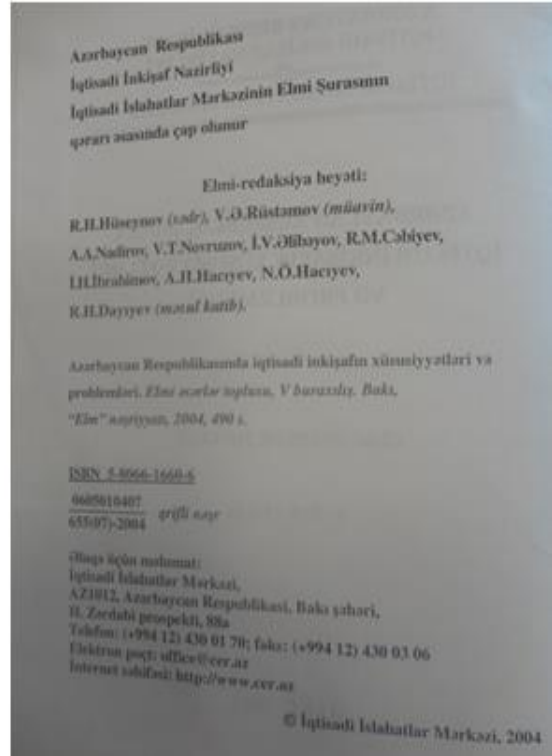 Azərbaycan Respublikası
İqtisadi İnkişaf Nazirliyi
İqtisadi İslahatlar Mərkəzinin Elmi Şurasının
qərarı əsasında çap olunur
Elmi-redaksiya heyəti:
R.H.Hüseynov (sədr), V.Ə.Rüstəmov (müavin),
A.A.Nadirov, V.T.Novruzov, İ.V.Əlibəyov, R.M.Cəbiyev,
İ.H.İbrahimov, A.H.Hacıyev, N.Ö.Hacıyev,
R.H.Dayıyev (məsul katib).
Azərbaycan Respublikasında iqtisadi inkişafın xüsusiyyətləri və
problemləri. Elmi əsərlər toplusu, V buraxılış. Bakı,
"Elm" nəşriyyatı, 2004, 490 s.
ISBN 5-8066-1660-6
0605010407
655(07)-2004 qrifli nəşr
Əlaqə üçün məlumat:
İqtisadi İslahatlar Mərkəzi,
AZ1012, Azərbaycan Respublikasi, Bakı şəhəri,
H. Zərdabi prospekti, 88a
Telefon: (+994 12) 430 01 70; faks: (+994 12) 430 03 06
Elektron poçt: office@cer.az
İnternet səhifəsi: http://www.cer.az
© İqtisadi İslahatlar Mərkəzi, 2004